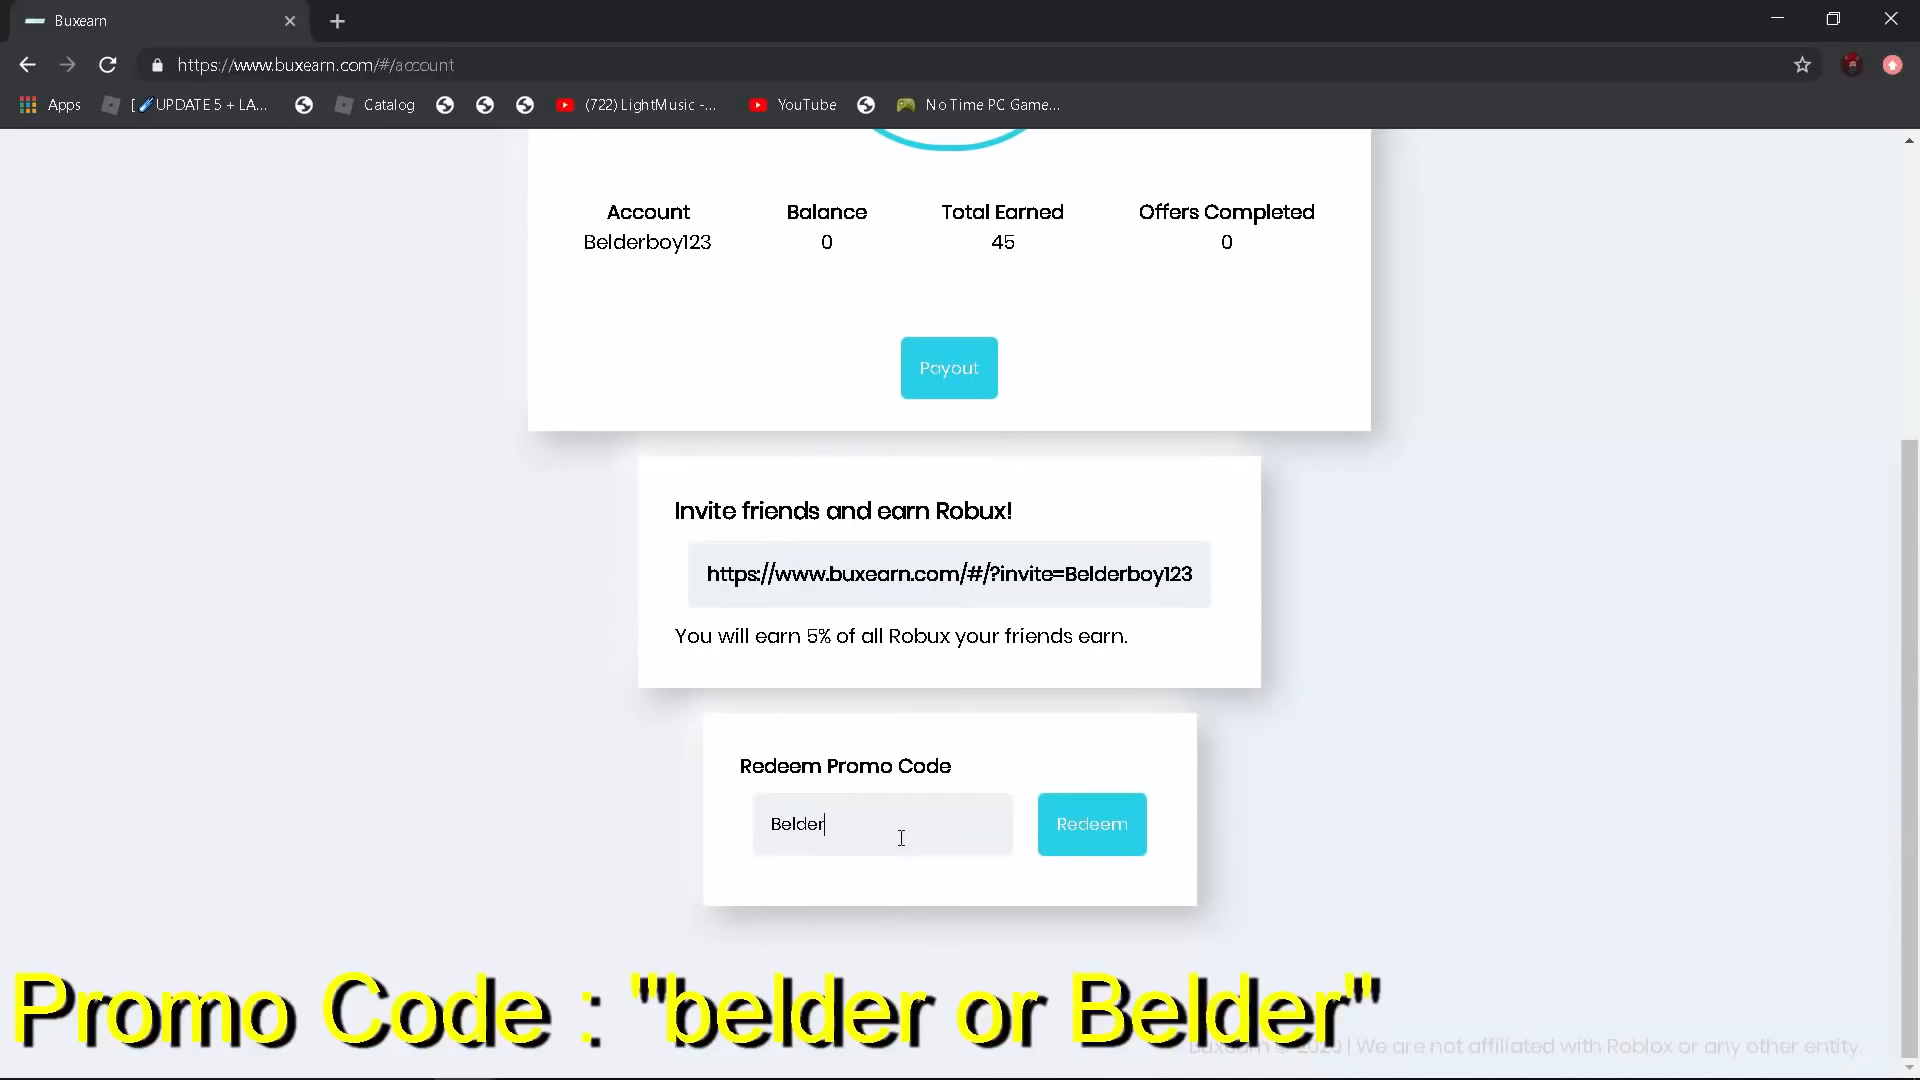 Buxearn
https://www.buxearn.com/#/account
Apps [ UPDATE 5 + LA... Catalog (722) LightMusic -... YouTube No Time PC Game...
Account Balance Total Earned Offers Completed
Belderboy123 0 45 0
Payout
Invite friends and earn Robux!
https://www.buxearn.com/#/?invite=Belderboy123
You will earn 5% of all Robux your friends earn.
Redeem Promo Code
Belder Redeem
Promo Code : "belder or Belder"
Buxearn © 2020 | We are not affiliated with Roblox or any other entity.